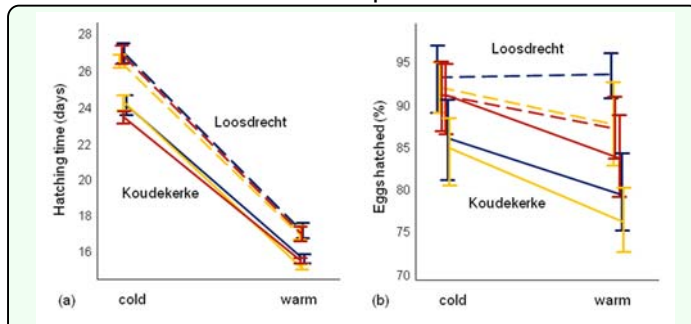 28
26
24
22
20
18
16
Hatching time (days)
Loosdrecht
Koudekerke
(a)
cold
warm
95
90
85
80
75
70
Eggs hatched (%)
Loosdrecht
Koudekerke
(b)
cold
warm